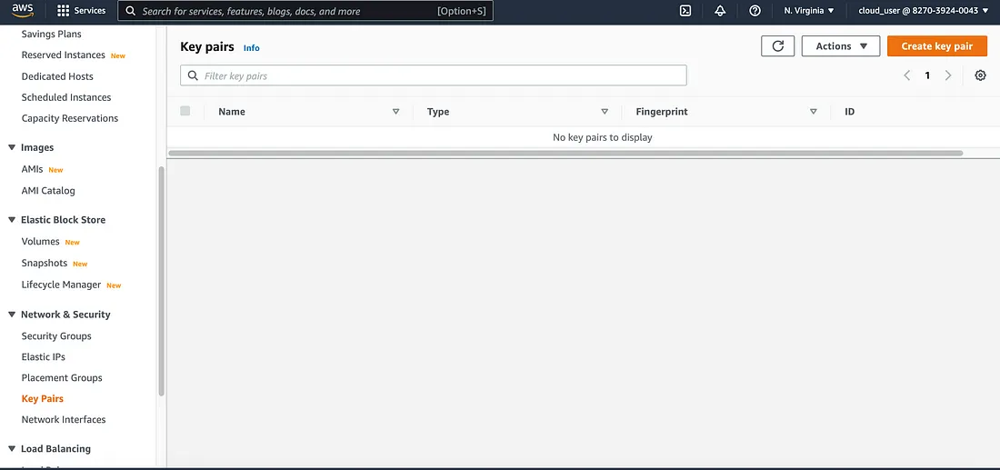 aws Services Search for services, features, blogs, docs, and more [Option+S] N. Virginia cloud_user @ 8270-3924-0043
Savings Plans
Reserved Instances New
Dedicated Hosts
Scheduled Instances
Capacity Reservations
Images
AMIs New
AMI Catalog
Elastic Block Store
Volumes New
Snapshots New
Lifecycle Manager New
Network & Security
Security Groups
Elastic IPs
Placement Groups
Key Pairs
Network Interfaces
Load Balancing
Key pairs Info Actions Create key pair
Filter key pairs 1
Name Type Fingerprint ID
No key pairs to display